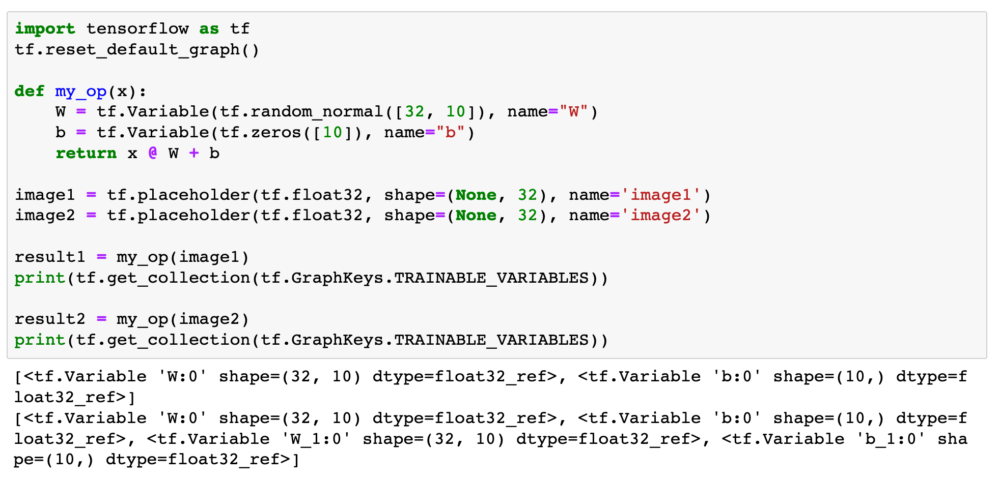 import tensorflow as tf
tf.reset_default_graph()
def my_op(x):
    W = tf.Variable(tf.random_normal([32, 10]), name="W")
    b = tf.Variable(tf.zeros([10]), name="b")
    return x @ W + b
image1 = tf.placeholder(tf.float32, shape=(None, 32), name='image1')
image2 = tf.placeholder(tf.float32, shape=(None, 32), name='image2')
result1 = my_op(image1)
print(tf.get_collection(tf.GraphKeys.TRAINABLE_VARIABLES))
result2 = my_op(image2)
print(tf.get_collection(tf.GraphKeys.TRAINABLE_VARIABLES))
[<tf.Variable 'W:0' shape=(32, 10) dtype=float32_ref>, <tf.Variable 'b:0' shape=(10,) dtype=f
loat32_ref>]
[<tf.Variable 'W:0' shape=(32, 10) dtype=float32_ref>, <tf.Variable 'b:0' shape=(10,) dtype=f
loat32_ref>, <tf.Variable 'W_1:0' shape=(32, 10) dtype=float32_ref>, <tf.Variable 'b_1:0' sha
pe=(10,) dtype=float32_ref>]